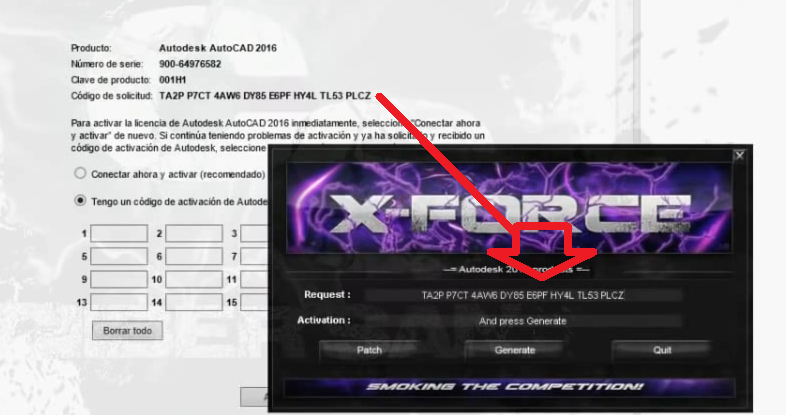 Producto: Autodesk AutoCAD 2016
Número de serie: 900-64976582
Clave de producto: 001H1
Código de solicitud: TA2P P7CT 4AW6 DY85 E6PF HY4L TL53 PLCZ
Para activar la licencia de Autodesk AutoCAD 2016 inmediatamente, seleccione "Conectar ahora
y activar" de nuevo. Si continúa teniendo problemas de activación y ya ha solicitado y recibido un
código de activación de Autodesk, seleccione
Conectar ahora y activar (recomendado)
Tengo un código de activación de Autode
1 2 3
5 6 7
9 10 11
13 14 15
Borrar todo
X
X-FORCE
--= Autodesk products =--
Request : TA2P P7CT 4AW6 DY85 E6PF HY4L TL53 PLCZ
Activation : And press Generate
Patch Generate Quit
SMOKING THE COMPETITION!